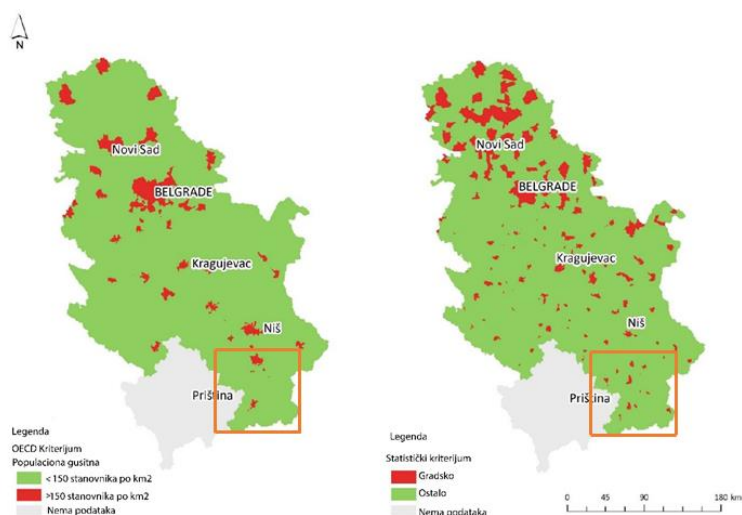 N
Novi Sad
BELGRADE
Kragujevac
Niš
Priština
Legenda
OECD Kriterijum
Populaciona gusitna
<150 stanovnika po km2
>150 stanovnika po km2
Nema podataka
Novi Sad
BELGRADE
Kragujevac
Niš
Priština
Legenda
Statistički kriterijum
Gradsko
Ostalo
Nema podataka
0 45 90 180 km